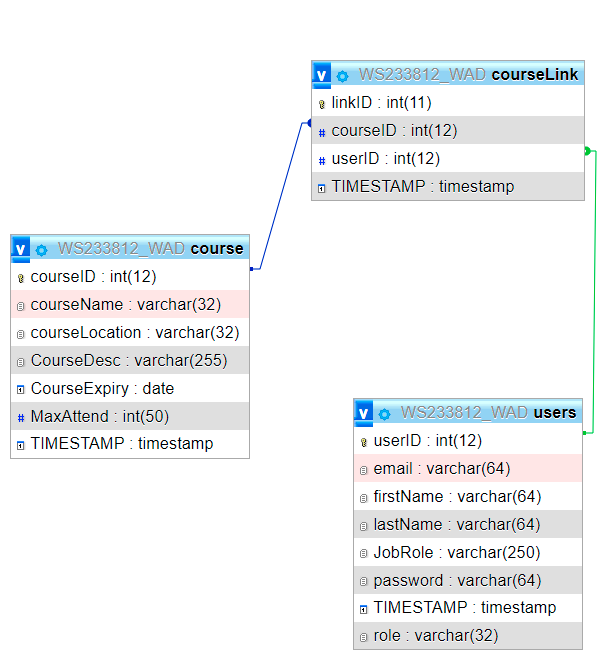 WS233812_WAD courseLink
linkID : int(11)
courseID : int(12)
userID : int(12)
TIMESTAMP : timestamp
WS233812_WAD course
courseID : int(12)
courseName : varchar(32)
courseLocation : varchar(32)
CourseDesc : varchar(255)
CourseExpiry : date
MaxAttend : int(50)
TIMESTAMP : timestamp
WS233812_WAD users
userID : int(12)
email : varchar(64)
firstName : varchar(64)
lastName : varchar(64)
JobRole : varchar(250)
password : varchar(64)
TIMESTAMP : timestamp
role : varchar(32)